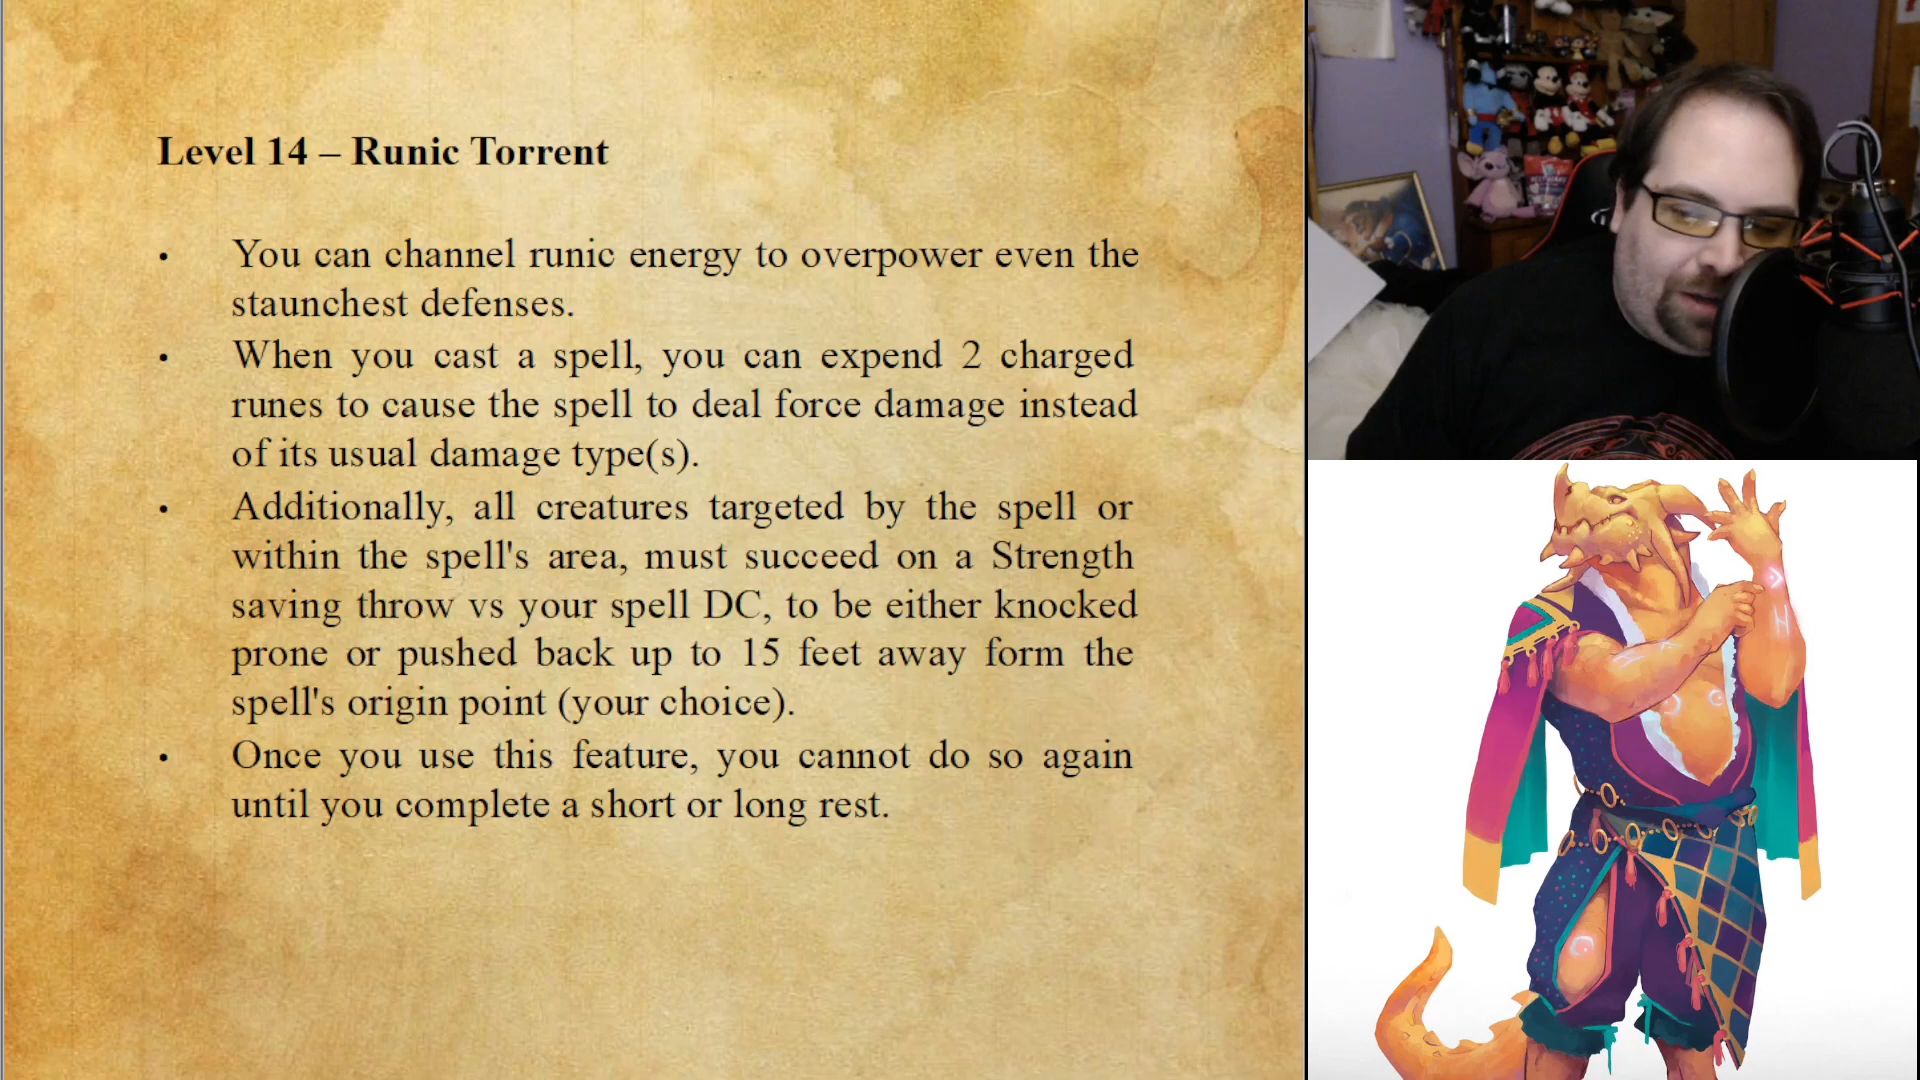 Level 14 – Runic Torrent
• You can channel runic energy to overpower even the
staunchest defenses.
• When you cast a spell, you can expend 2 charged
runes to cause the spell to deal force damage instead
of its usual damage type(s).
• Additionally, all creatures targeted by the spell or
within the spell's area, must succeed on a Strength
saving throw vs your spell DC, to be either knocked
prone or pushed back up to 15 feet away form the
spell's origin point (your choice).
• Once you use this feature, you cannot do so again
until you complete a short or long rest.